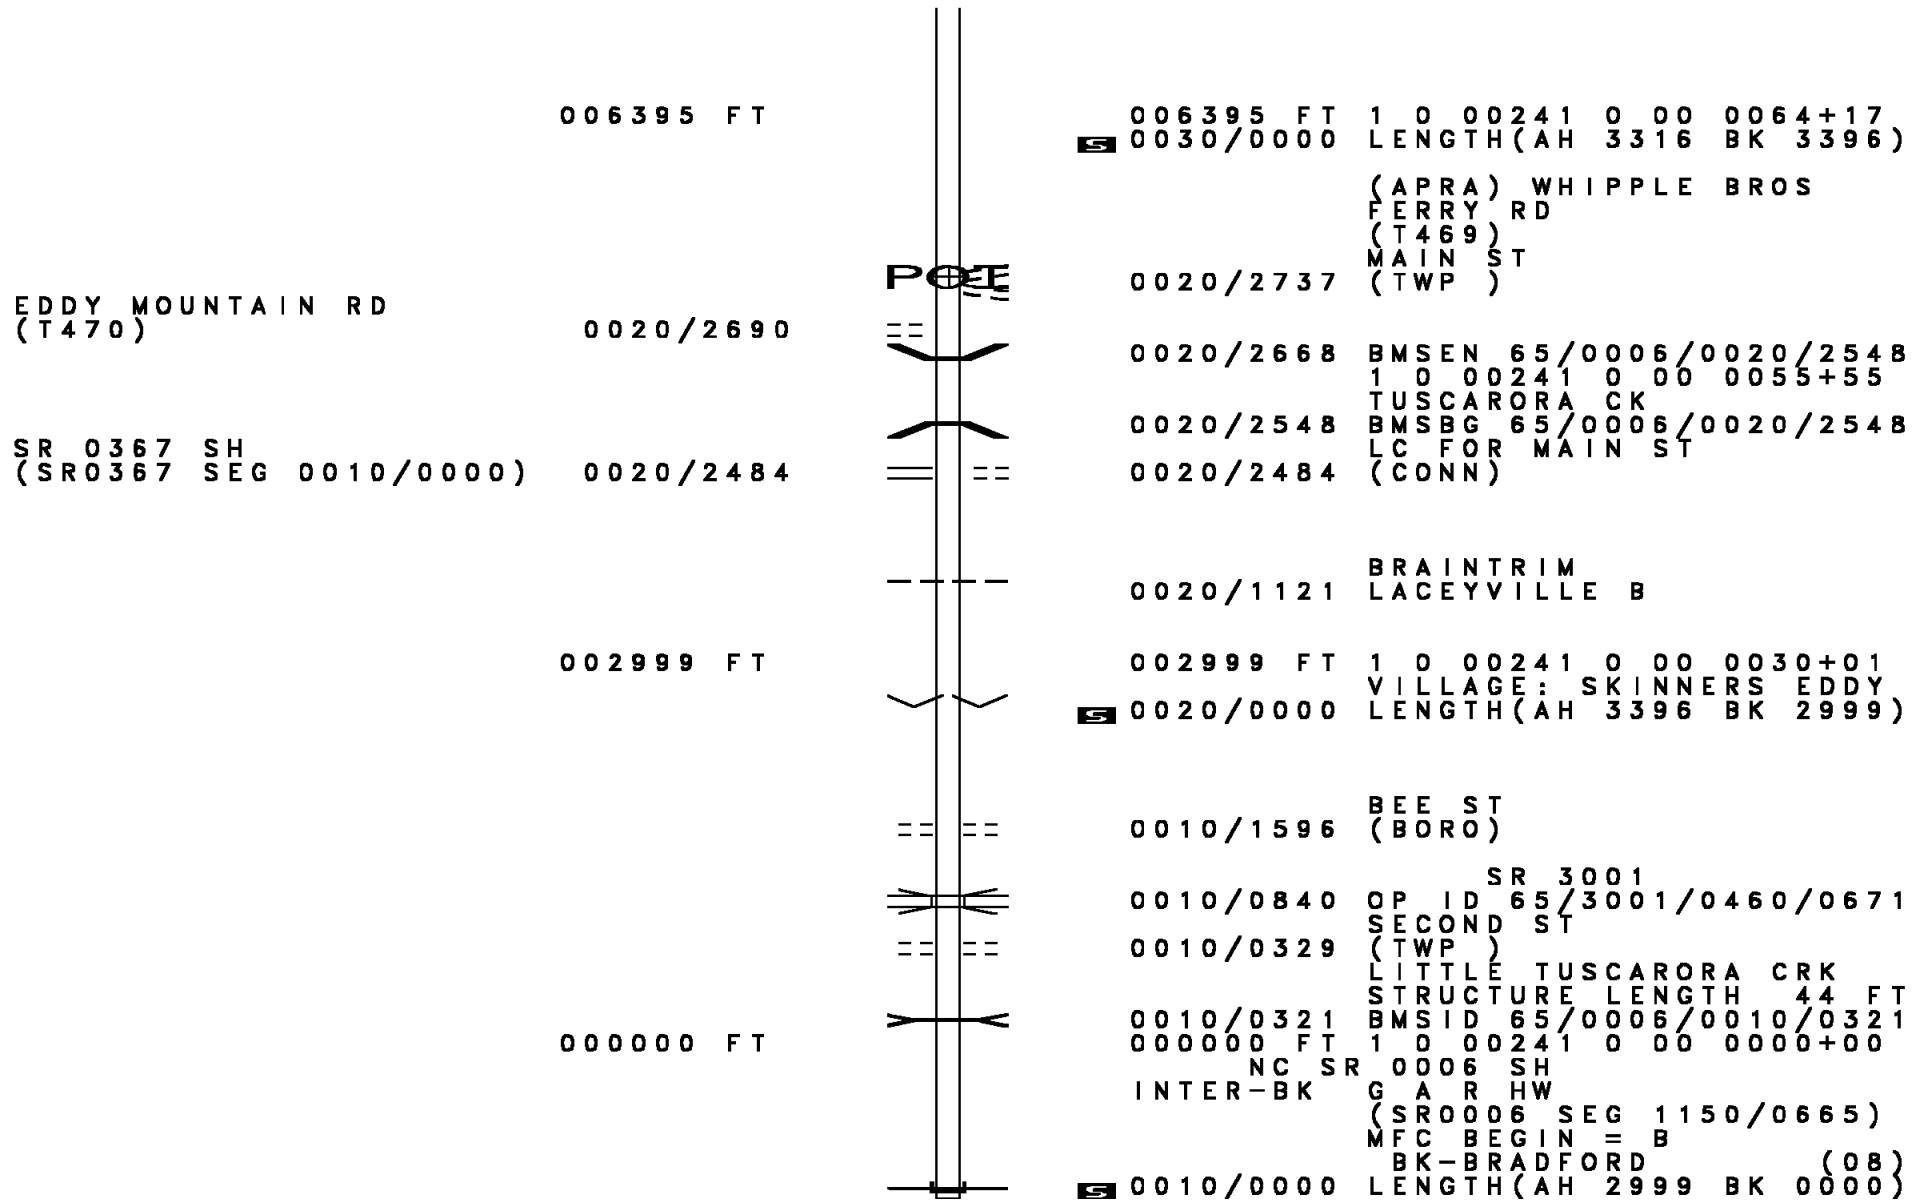 006395 FT 006395 FT 1 0 00241 0 00 0064+17
S 0030/0000 LENGTH(AH 3316 BK 3396)
(APRA) WHIPPLE BROS
FERRY RD
(T469)
MAIN ST
POT 0020/2737 (TWP )
EDDY MOUNTAIN RD
(T470) 0020/2690
0020/2668 BMSEN 65/0006/0020/2548
1 0 00241 0 00 0055+55
TUSCARORA CK
0020/2548 BMSBG 65/0006/0020/2548
SR 0367 SH LC FOR MAIN ST
(SR0367 SEG 0010/0000) 0020/2484 0020/2484 (CONN)
BRAINTRIM
0020/1121 LACEYVILLE B
002999 FT 002999 FT 1 0 00241 0 00 0030+01
VILLAGE: SKINNERS EDDY
S 0020/0000 LENGTH(AH 3396 BK 2999)
BEE ST
0010/1596 (BORO)
SR 3001
0010/0840 OP ID 65/3001/0460/0671
SECOND ST
0010/0329 (TWP )
LITTLE TUSCARORA CRK
STRUCTURE LENGTH 44 FT
0010/0321 BMSID 65/0006/0010/0321
000000 FT 000000 FT 1 0 00241 0 00 0000+00
NC SR 0006 SH
INTER-BK G A R HW
(SR0006 SEG 1150/0665)
MFC BEGIN = B
BK-BRADFORD (08)
S 0010/0000 LENGTH(AH 2999 BK 0000)